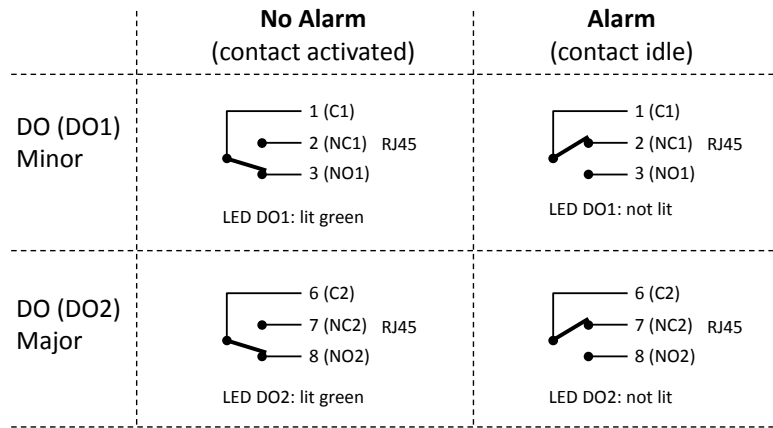 No Alarm
(contact activated)
Alarm
(contact idle)
DO (DO1)
Minor
1 (C1)
2 (NC1) RJ45
3 (NO1)
LED DO1: lit green
1 (C1)
2 (NC1) RJ45
3 (NO1)
LED DO1: not lit
DO (DO2)
Major
6 (C2)
7 (NC2) RJ45
8 (NO2)
LED DO2: lit green
6 (C2)
7 (NC2) RJ45
8 (NO2)
LED DO2: not lit